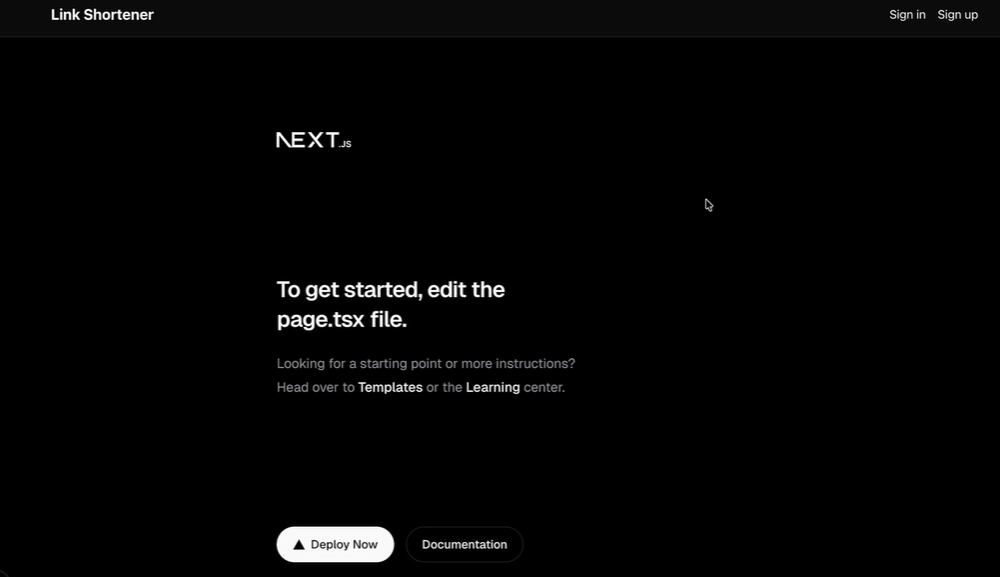 Link Shortener
Sign in Sign up
NEXT.JS
To get started, edit the
page.tsx file.
Looking for a starting point or more instructions?
Head over to Templates or the Learning center.
Deploy Now
Documentation